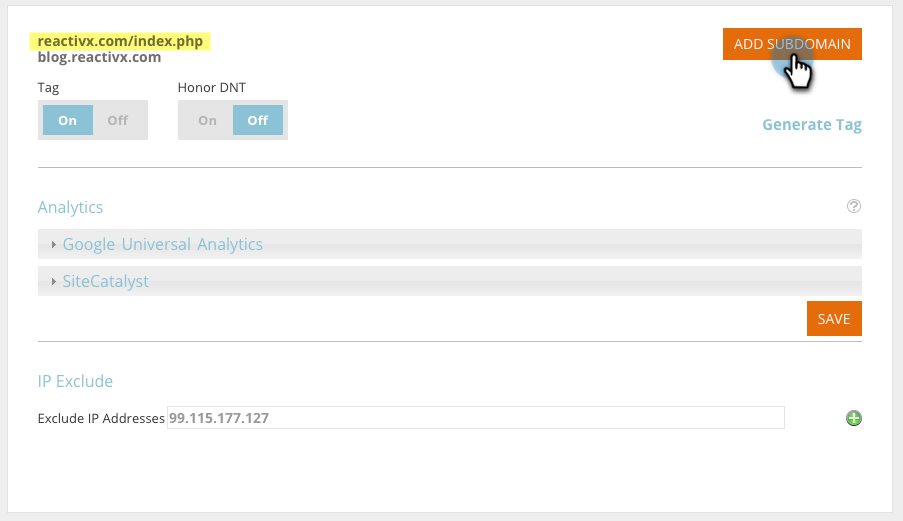 reactivx.com/index.php
ADD SUBDOMAIN
blog.reactivx.com
Tag
Honor DNT
On Off
On Off
Generate Tag
Analytics
?
Google Universal Analytics
SiteCatalyst
SAVE
IP Exclude
Exclude IP Addresses 99.115.177.127